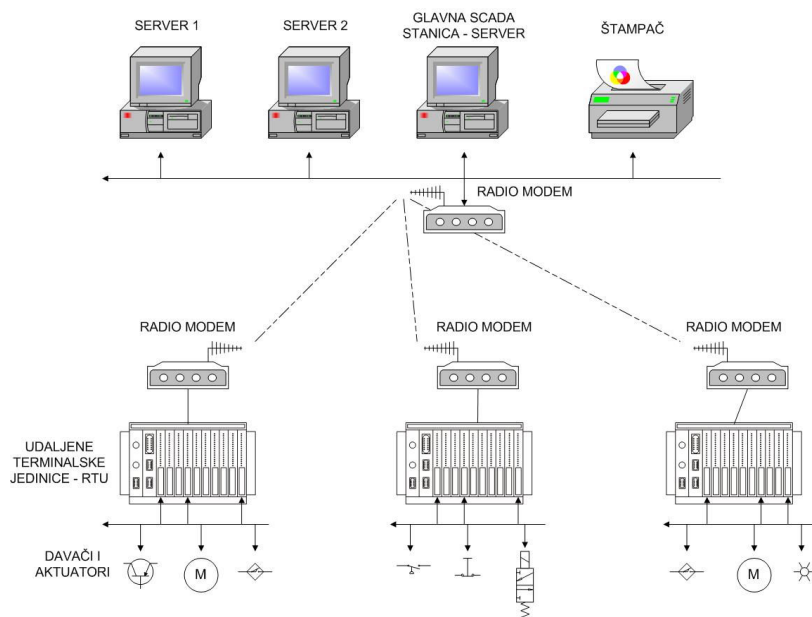 SERVER 1
SERVER 2
GLAVNA SCADA
STANICA - SERVER
ŠTAMPAČ
RADIO MODEM
RADIO MODEM
RADIO MODEM
RADIO MODEM
UDALJENE
TERMINALSKE
JEDINICE - RTU
DAVAČI I
AKTUATORI
M
M